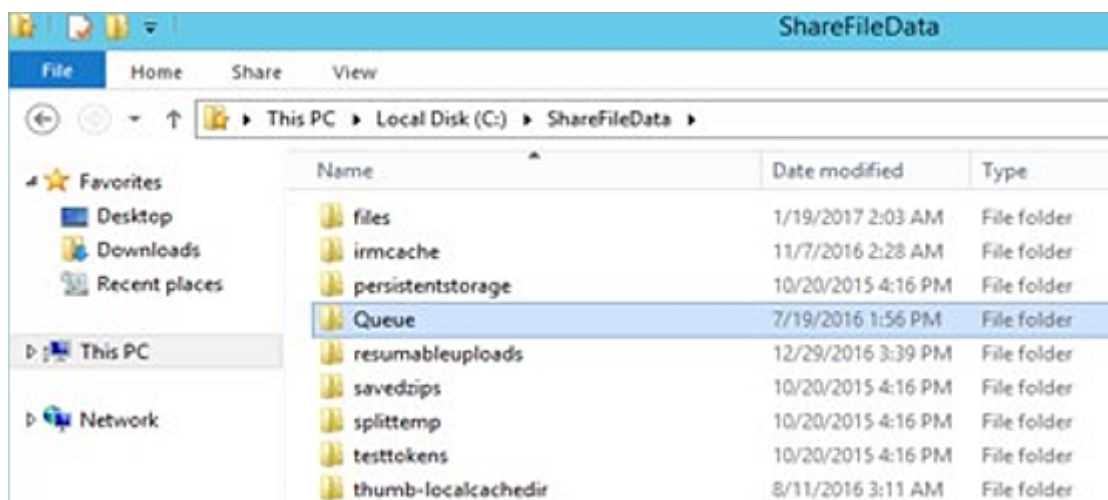 ShareFileData
File Home Share View
This PC Local Disk (C:) ShareFileData
Name Date modified Type
Favorites
Desktop
Downloads
Recent places
This PC
Network
files 1/19/2017 2:03 AM File folder
irmcache 11/7/2016 2:28 AM File folder
persistentstorage 10/20/2015 4:16 PM File folder
Queue 7/19/2016 1:56 PM File folder
resumableuploads 12/29/2016 3:39 PM File folder
savedzips 10/20/2015 4:16 PM File folder
splittemp 10/20/2015 4:16 PM File folder
testtokens 10/20/2015 4:16 PM File folder
thumb-localcachedir 8/11/2016 3:11 AM File folder